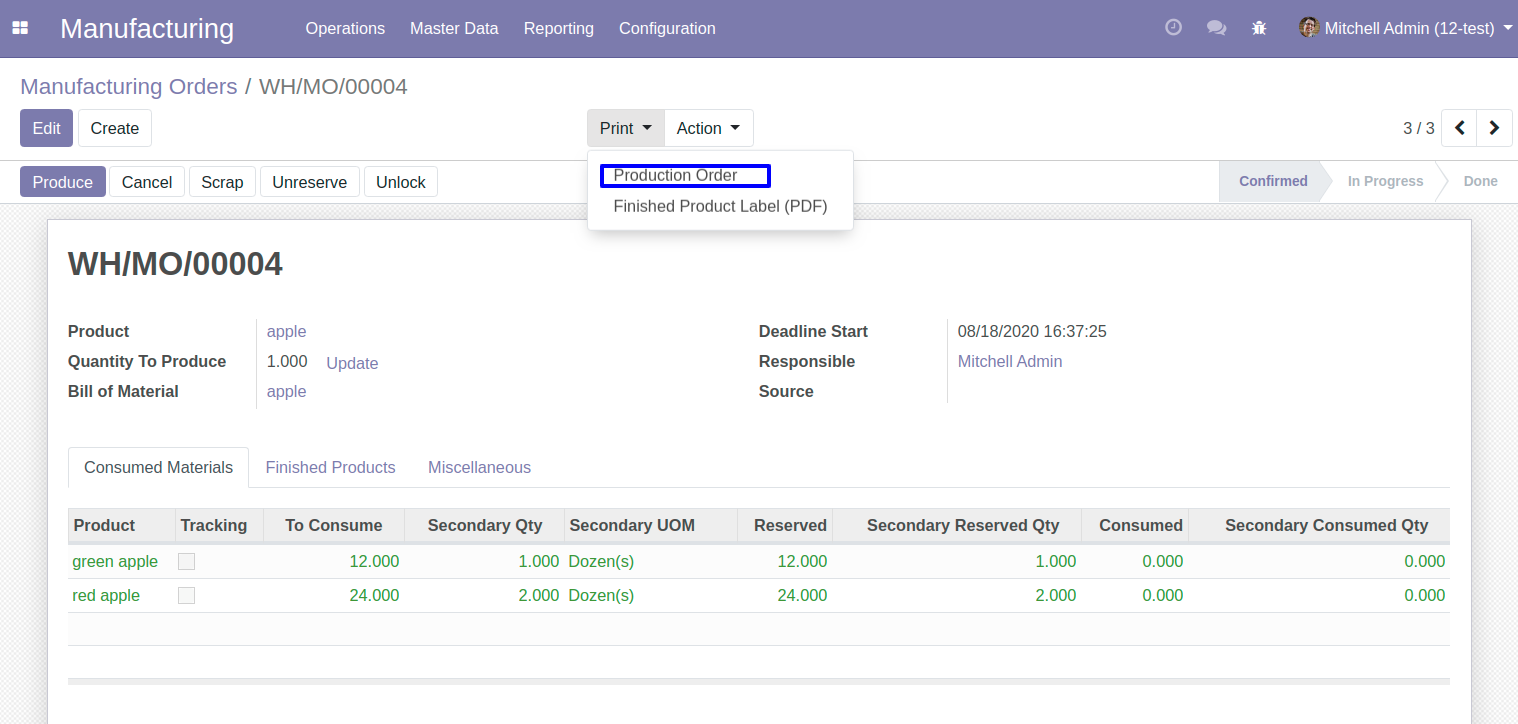 Manufacturing Operations Master Data Reporting Configuration Mitchell Admin (12-test)
Manufacturing Orders / WH/MO/00004
Edit Create Print Action 3 / 3
Production Order
Finished Product Label (PDF)
Produce Cancel Scrap Unreserve Unlock Confirmed In Progress Done
WH/MO/00004
Product apple Deadline Start 08/18/2020 16:37:25
Quantity To Produce 1.000 Update Responsible Mitchell Admin
Bill of Material apple Source
Consumed Materials Finished Products Miscellaneous
Product Tracking To Consume Secondary Qty Secondary UOM Reserved Secondary Reserved Qty Consumed Secondary Consumed Qty
green apple 12.000 1.000 Dozen(s) 12.000 1.000 0.000 0.000
red apple 24.000 2.000 Dozen(s) 24.000 2.000 0.000 0.000